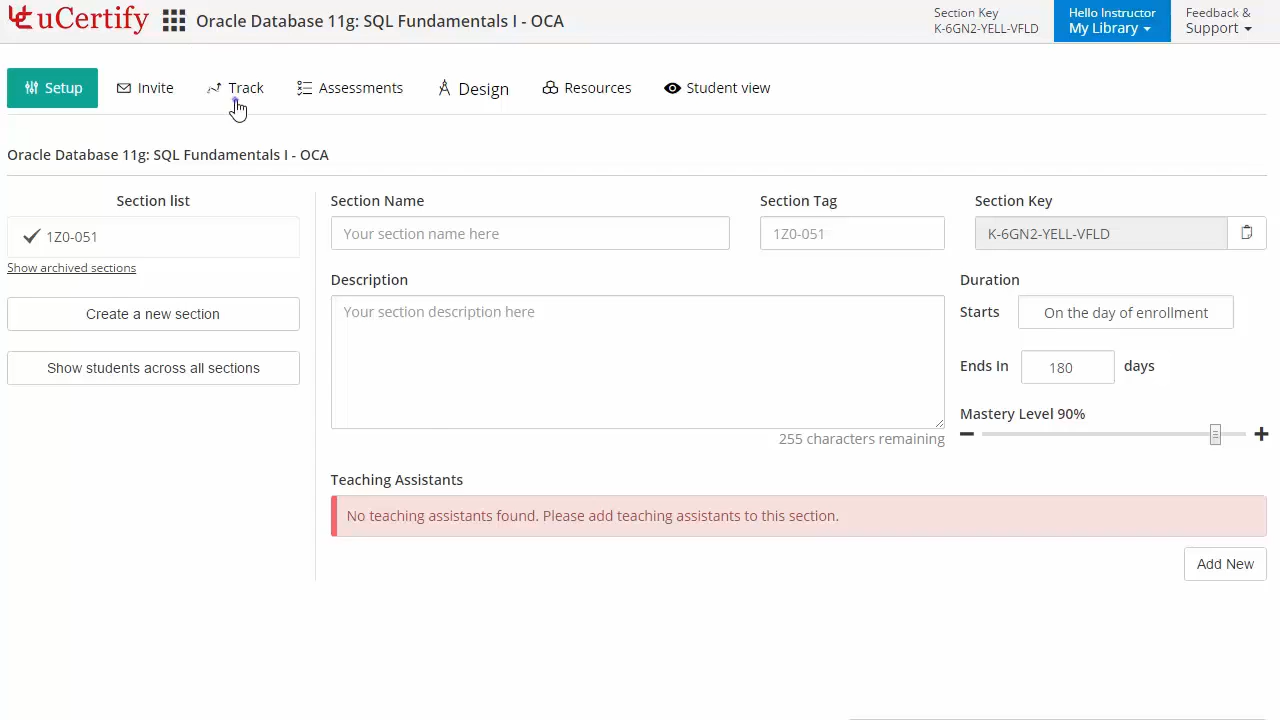 uCertify Oracle Database 11g: SQL Fundamentals I - OCA
Section Key
K-6GN2-YELL-VFLD
Hello Instructor
My Library
Feedback &
Support
Setup Invite Track Assessments Design Resources Student view
Oracle Database 11g: SQL Fundamentals I - OCA
Section list
1Z0-051
Show archived sections
Create a new section
Show students across all sections
Section Name
Your section name here
Section Tag
1Z0-051
Section Key
K-6GN2-YELL-VFLD
Description
Your section description here
255 characters remaining
Duration
Starts On the day of enrollment
Ends In 180 days
Mastery Level 90%
Teaching Assistants
No teaching assistants found. Please add teaching assistants to this section.
Add New